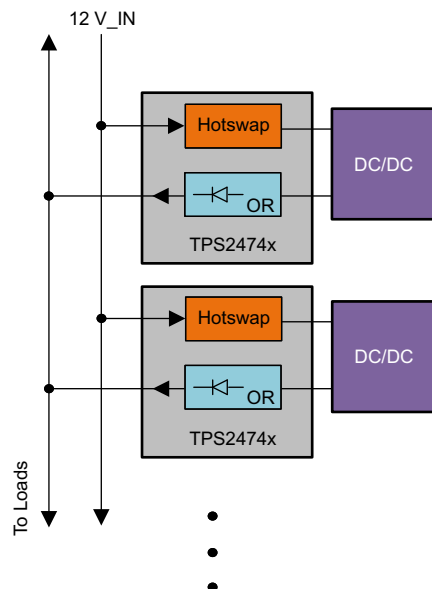 12 V_IN
Hotswap
DC/DC
OR
TPS2474x
Hotswap
DC/DC
OR
TPS2474x
To Loads